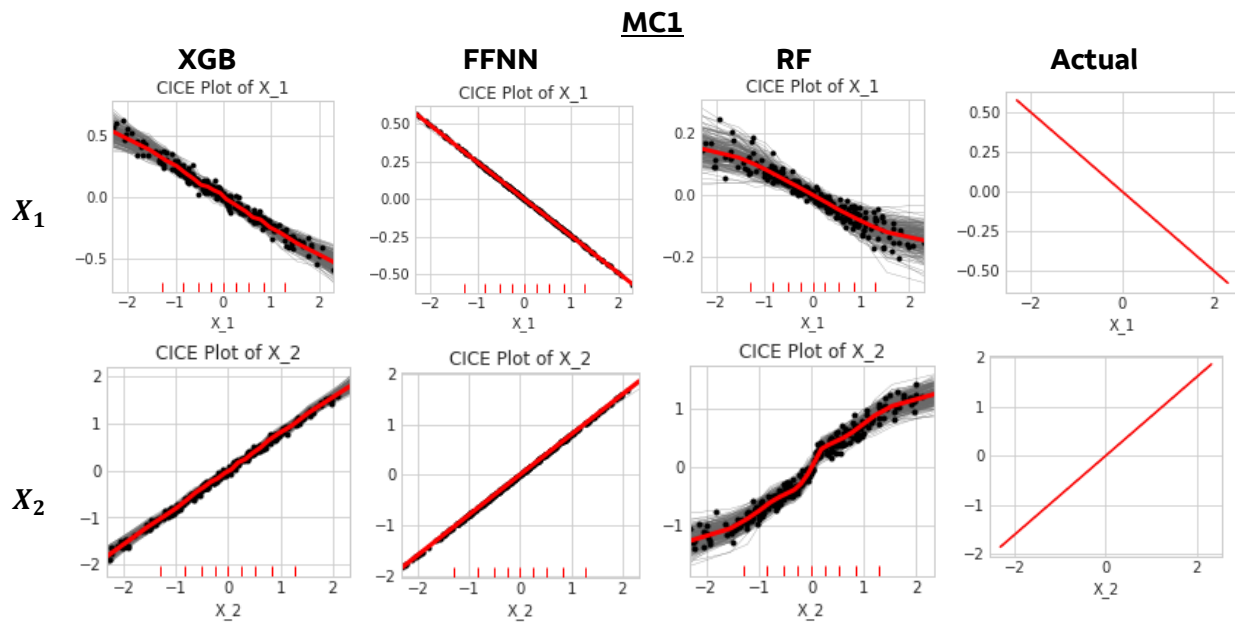 MC1
XGB FFNN RF Actual
CICE Plot of X_1 CICE Plot of X_1 CICE Plot of X_1
X₁
0.5 0.0 −0.5
−2 −1 0 1 2
X_1
0.50 0.25 0.00 −0.25 −0.50
−2 −1 0 1 2
X_1
0.2 0.0 −0.2
−2 −1 0 1 2
X_1
0.50 0.25 0.00 −0.25 −0.50
−2 0 2
X_1
CICE Plot of X_2 CICE Plot of X_2 CICE Plot of X_2
X₂
2 1 0 −1 −2
−2 −1 0 1 2
X_2
2 1 0 −1 −2
−2 −1 0 1 2
X_2
1 0 −1
−2 −1 0 1 2
X_2
2 1 0 −1 −2
−2 0 2
X_2